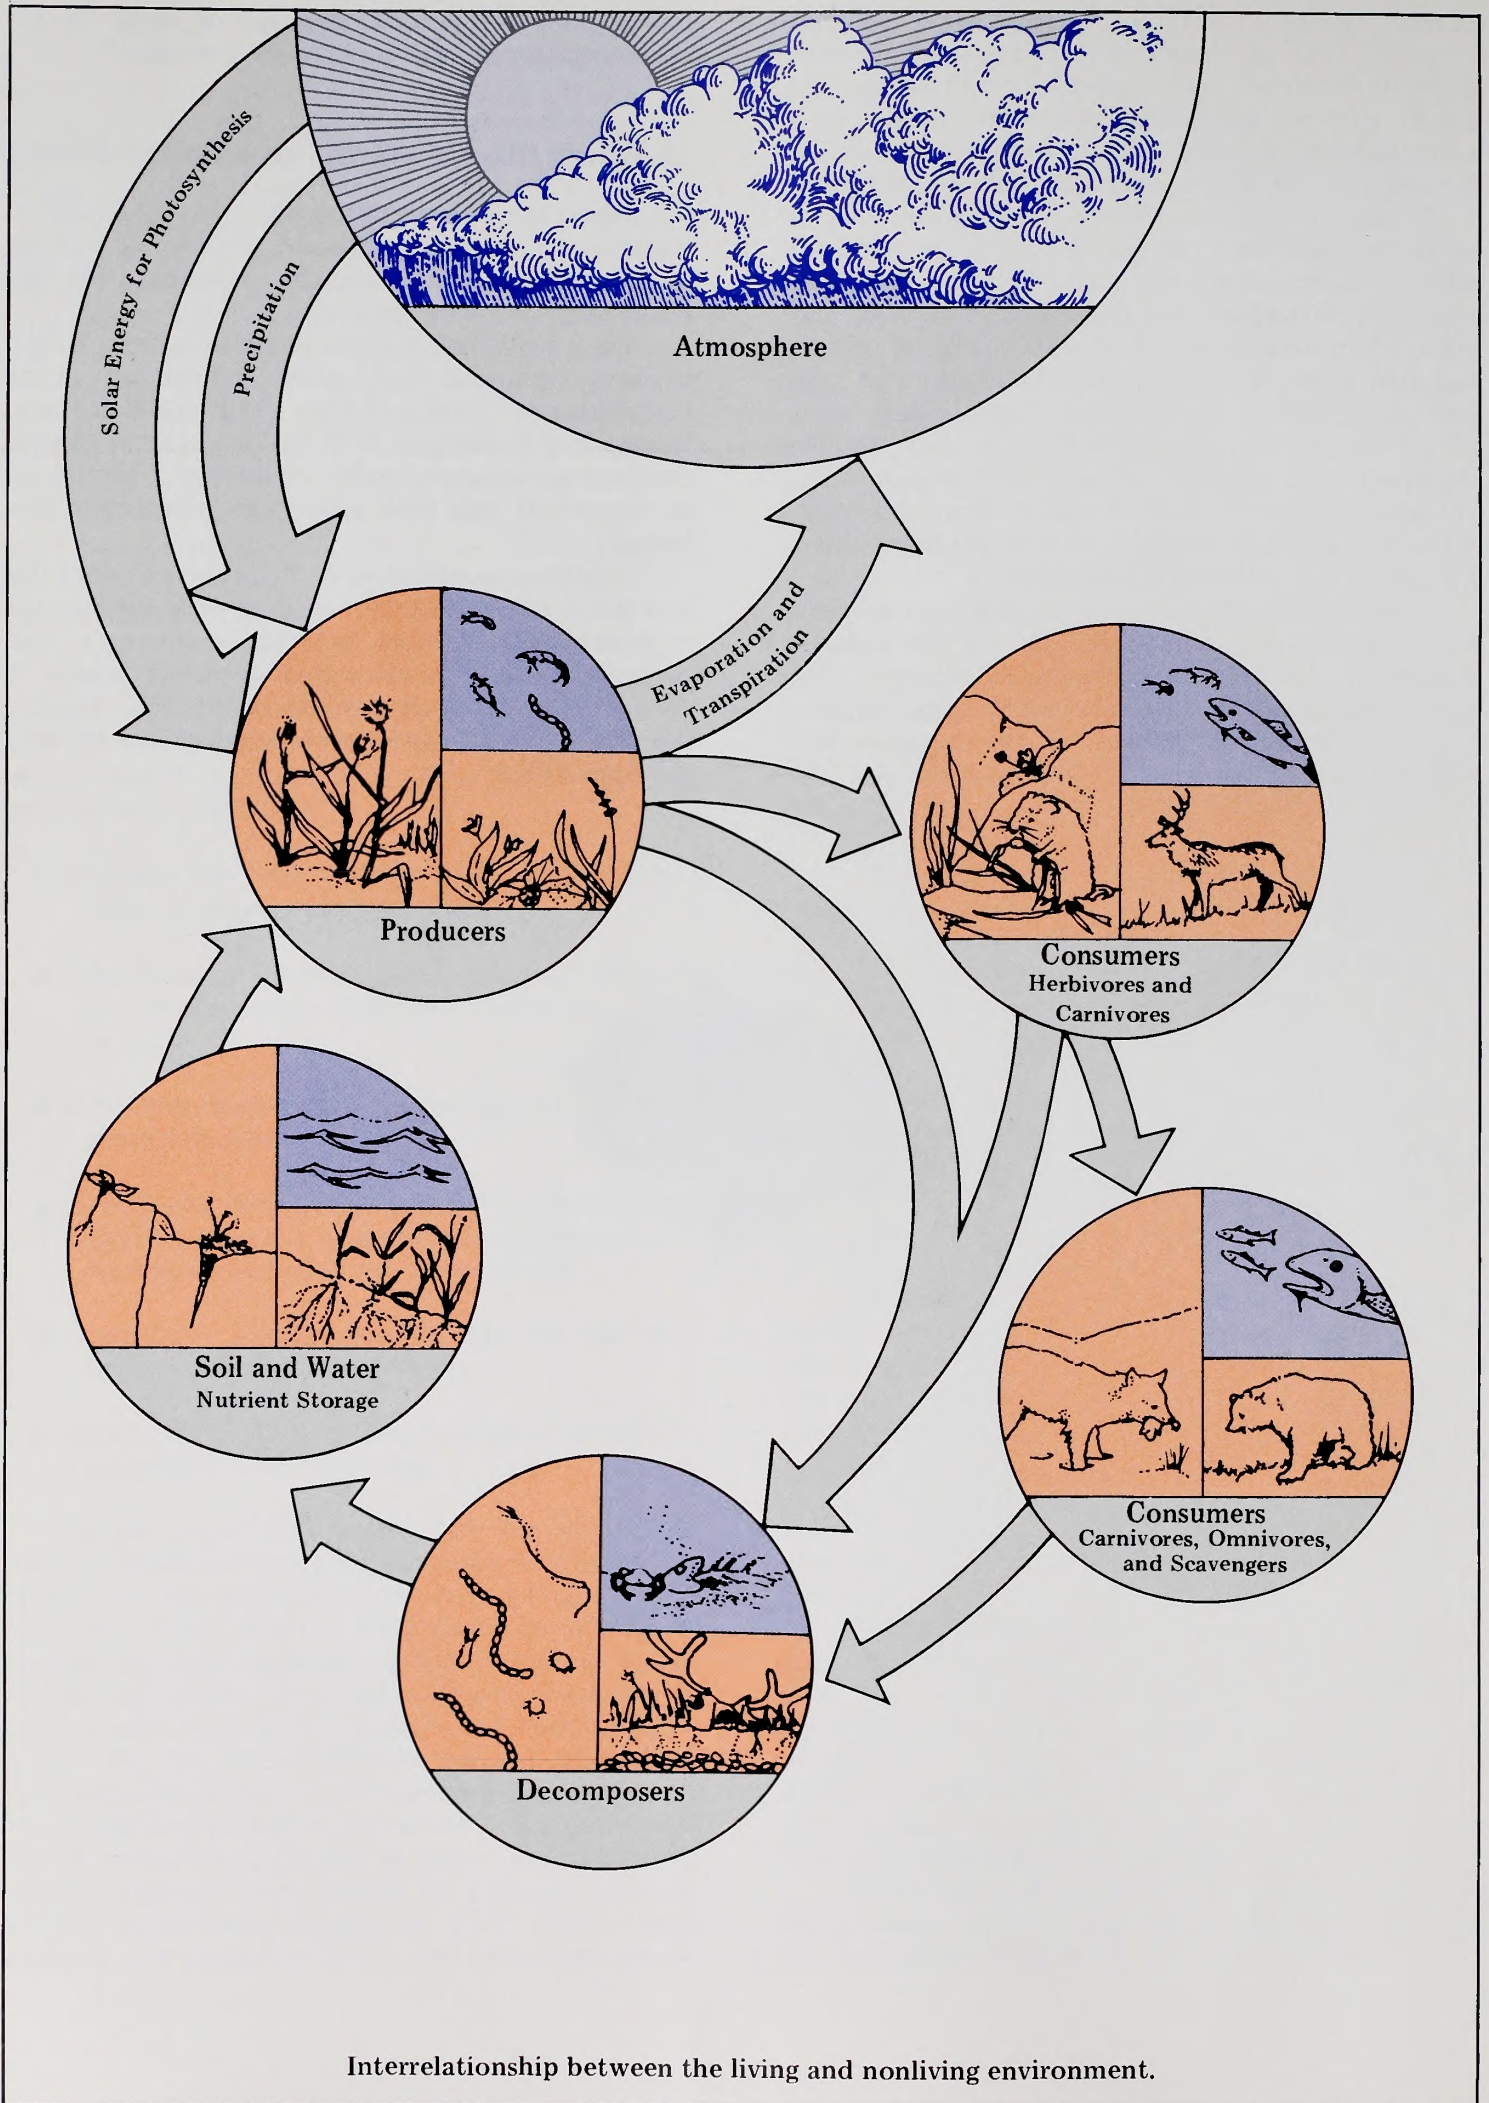 Solar Energy for Photosynthesis
Precipitation
Atmosphere
Evaporation and
Transpiration
Producers
Consumers
Herbivores and
Carnivores
Soil and Water
Nutrient Storage
Consumers
Carnivores, Omnivores,
and Scavengers
Decomposers
Interrelationship between the living and nonliving environment.